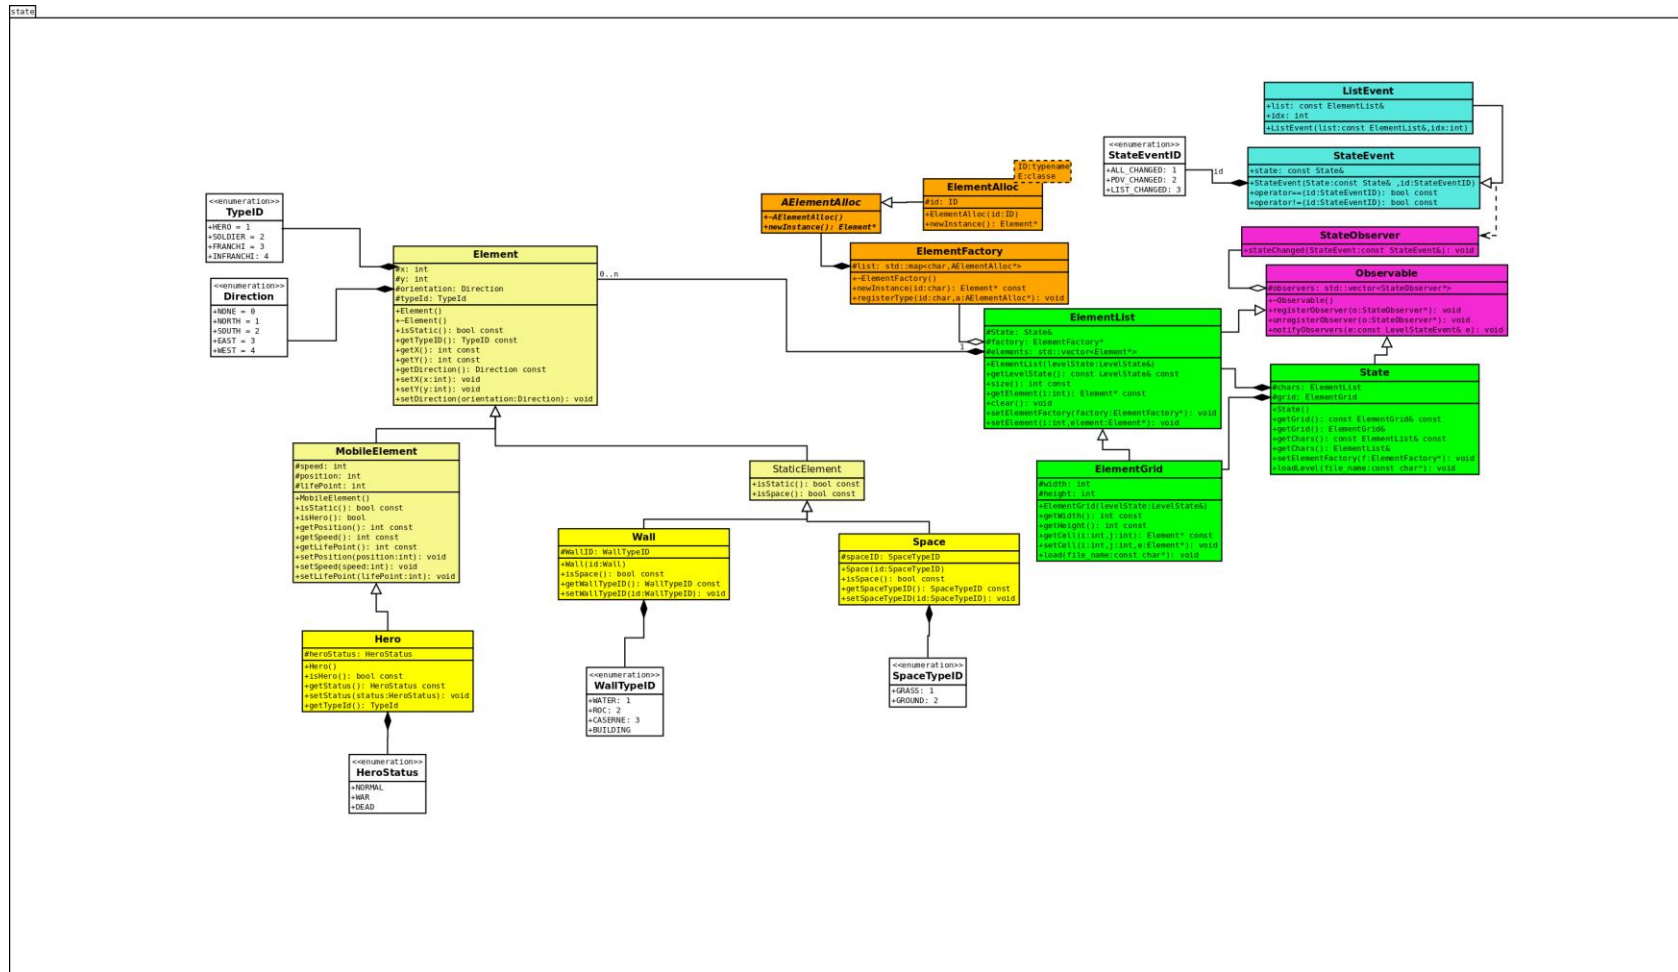 state
ListEvent
+list: const ElementList&
+idx: int
+ListEvent(list:const ElementList&,idx:int)
<<enumeration>>
StateEventID
+ALL_CHANGED: 1
+PDV_CHANGED: 2
+LIST_CHANGED: 3
id
StateEvent
+state: const State&
+StateEvent(State:const State& ,id:StateEventID)
+operator==(id:StateEventID): bool const
+operator!=(id:StateEventID): bool const
ID:typename
E:classe
ElementAlloc
#id: ID
+ElementAlloc(id:ID)
+newInstance(): Element*
AElementAlloc
+~AElementAlloc()
+newInstance(): Element*
<<enumeration>>
TypeID
+HERO = 1
+SOLDIER = 2
+FRANCHI = 3
+INFRANCHI: 4
StateObserver
+stateChanged(StateEvent:const StateEvent&): void
Element
#x: int
#y: int
#orientation: Direction
#typeId: TypeId
+Element()
+~Element()
+isStatic(): bool const
+getTypeID(): TypeID const
+getX(): int const
+getY(): int const
+getDirection(): Direction const
+setX(x:int): void
+setY(y:int): void
+setDirection(orientation:Direction): void
0..n
1
ElementFactory
#list: std::map<char,AElementAlloc*>
+~ElementFactory()
+newInstance(id:char): Element* const
+registerType(id:char,a:AElementAlloc*): void
Observable
#observers: std::vector<StateObserver*>
+~Observable()
+registerObserver(o:StateObserver*): void
+unregisterObserver(o:StateObserver*): void
+notifyObservers(e:const LevelStateEvent& e): void
<<enumeration>>
Direction
+NONE = 0
+NORTH = 1
+SOUTH = 2
+EAST = 3
+WEST = 4
ElementList
#State: State&
#factory: ElementFactory*
#elements: std::vector<Element*>
+ElementList(levelState:LevelState&)
+getLevelState(): const LevelState& const
+size(): int const
+getElement(i:int): Element* const
+clear(): void
+setElementFactory(factory:ElementFactory*): void
+setElement(i:int,element:Element*): void
State
#chars: ElementList
#grid: ElementGrid
+State()
+getGrid(): const ElementGrid& const
+getGrid(): ElementGrid&
+getChars(): const ElementList& const
+getChars(): ElementList&
+setElementFactory(f:ElementFactory*): void
+loadLevel(file_name:const char*): void
MobileElement
#speed: int
#position: int
#lifePoint: int
+MobileElement()
+isStatic(): bool const
+isHero(): bool
+getPosition(): int const
+getSpeed(): int const
+getLifePoint(): int const
+setPosition(position:int): void
+setSpeed(speed:int): void
+setLifePoint(lifePoint:int): void
StaticElement
+isStatic(): bool const
+isSpace(): bool const
ElementGrid
#width: int
#height: int
+ElementGrid(levelState:LevelState&)
+getWidth(): int const
+getHeight(): int const
+getCell(i:int,j:int): Element* const
+setCell(i:int,j:int,e:Element*): void
+load(file_name:const char*): void
Wall
#WallID: WallTypeID
+Wall(id:Wall)
+isSpace(): bool const
+getWallTypeID(): WallTypeID const
+setWallTypeID(id:WallTypeID): void
Space
#spaceID: SpaceTypeID
+Space(id:SpaceTypeID)
+isSpace(): bool const
+getSpaceTypeID(): SpaceTypeID const
+setSpaceTypeID(id:SpaceTypeID): void
Hero
#heroStatus: HeroStatus
+Hero()
+isHero(): bool const
+getStatus(): HeroStatus const
+setStatus(status:HeroStatus): void
+getTypeId(): TypeId
<<enumeration>>
WallTypeID
+WATER: 1
+ROC: 2
+CASERNE: 3
+BUILDING
<<enumeration>>
SpaceTypeID
+GRASS: 1
+GROUND: 2
<<enumeration>>
HeroStatus
+NORMAL
+WAR
+DEAD